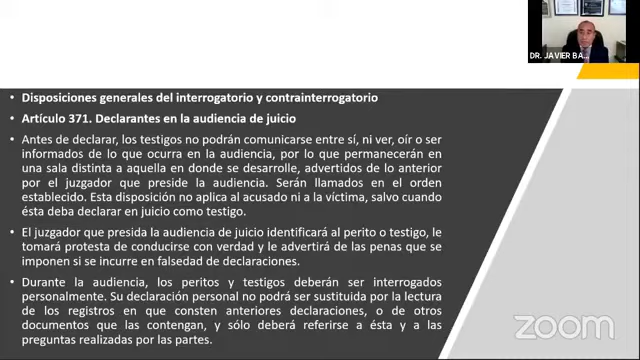 DR. JAVIER BA...
• Disposiciones generales del interrogatorio y contrainterrogatorio
• Artículo 371. Declarantes en la audiencia de juicio
• Antes de declarar, los testigos no podrán comunicarse entre sí, ni ver, oír o ser
informados de lo que ocurra en la audiencia, por lo que permanecerán en
una sala distinta a aquella en donde se desarrolle, advertidos de lo anterior
por el juzgador que preside la audiencia. Serán llamados en el orden
establecido. Esta disposición no aplica al acusado ni a la víctima, salvo cuando
ésta deba declarar en juicio como testigo.
• El juzgador que presida la audiencia de juicio identificará al perito o testigo, le
tomará protesta de conducirse con verdad y le advertirá de las penas que se
imponen si se incurre en falsedad de declaraciones.
• Durante la audiencia, los peritos y testigos deberán ser interrogados
personalmente. Su declaración personal no podrá ser sustituida por la lectura
de los registros en que consten anteriores declaraciones, o de otros
documentos que las contengan, y sólo deberá referirse a ésta y a las
preguntas realizadas por las partes.
zoom